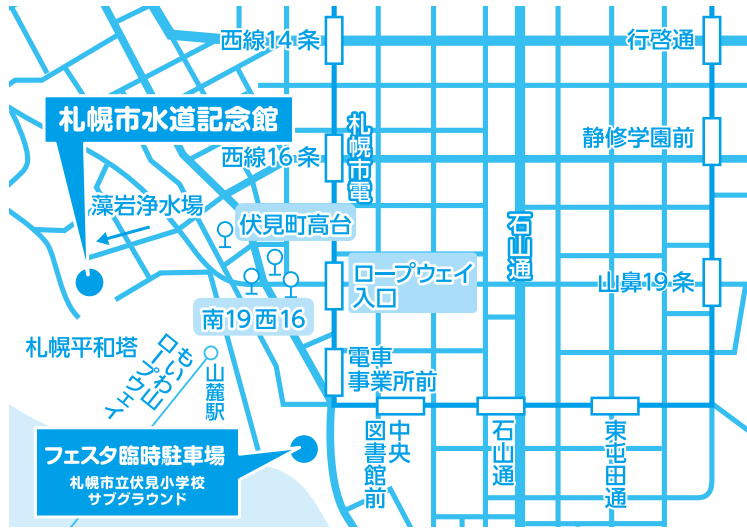 西線14条
行啓通
札幌市水道記念館
札幌市電
静修学園前
西線16条
藻岩浄水場
伏見町高台
石山通
ロープウェイ
入口
山鼻19条
南19西16
札幌平和塔
もいわ山
ロープウェイ
山麓駅
電車
事業所前
中央
図書館前
石山通
東屯田通
フェスタ臨時駐車場
札幌市立伏見小学校
サブグラウンド